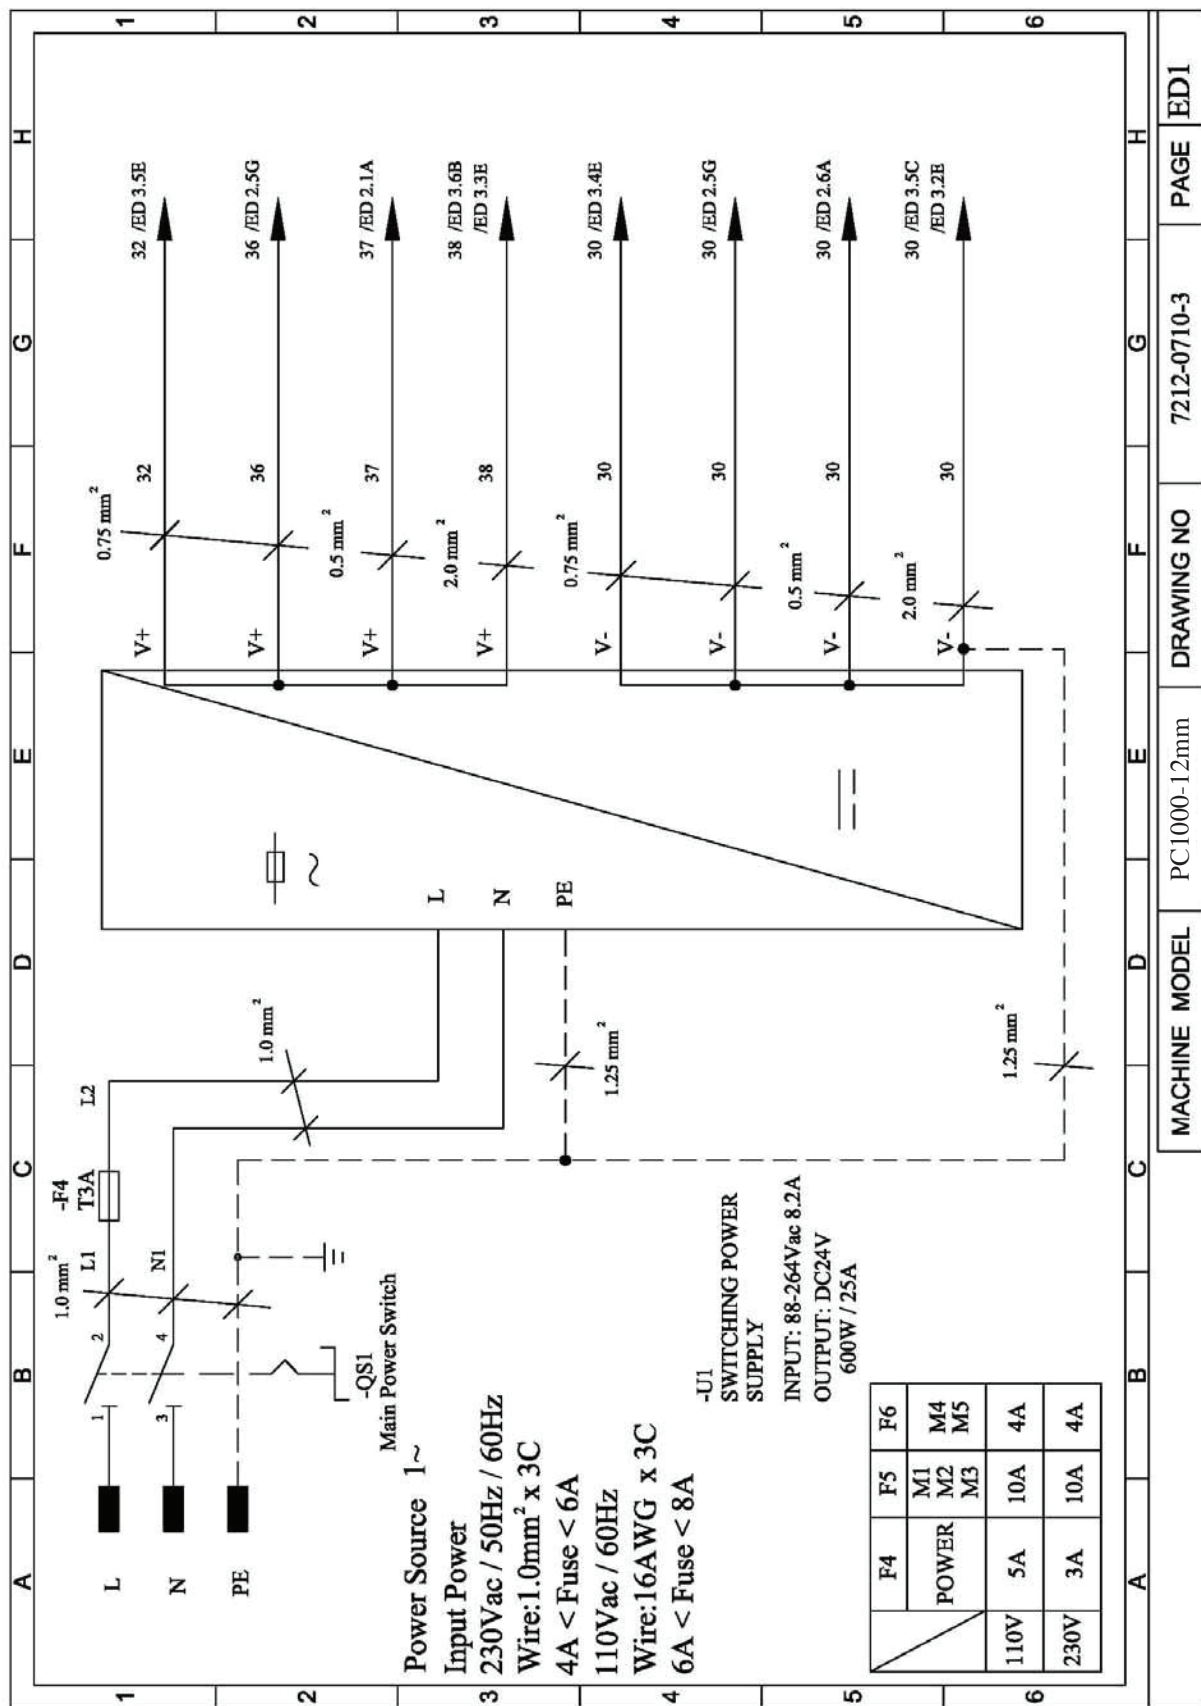 A B C D E F G H
1
2
3
4
5
6
L
N
PE
1 2
3 4
1.0 mm²
L1
N1
-F4
T3A
L2
-QS1
Main Power Switch
1.0 mm²
1.25 mm²
1.25 mm²
L
N
PE
~
V+
V+
V+
V+
V-
V-
V-
V-
0.75 mm²
0.5 mm²
2.0 mm²
0.75 mm²
0.5 mm²
2.0 mm²
32 32 /ED 3.5E
36 36 /ED 2.5G
37 37 /ED 2.1A
38 38 /ED 3.6B
/ED 3.3E
30 30 /ED 3.4E
30 30 /ED 2.5G
30 30 /ED 2.6A
30 30 /ED 3.5C
/ED 3.2E
Power Source 1~
Input Power
230Vac / 50Hz / 60Hz
Wire:1.0mm² x 3C
4A < Fuse < 6A
110Vac / 60Hz
Wire:16AWG x 3C
6A < Fuse < 8A
-U1
SWITCHING POWER
SUPPLY
INPUT: 88-264Vac 8.2A
OUTPUT: DC24V
600W / 25A
F4 F5 F6
POWER M1 M2 M3 M4 M5
110V 5A 10A 4A
230V 3A 10A 4A
1
2
3
4
5
6
A B C D E F G H
MACHINE MODEL PC1000-12mm DRAWING NO 7212-0710-3 PAGE ED1